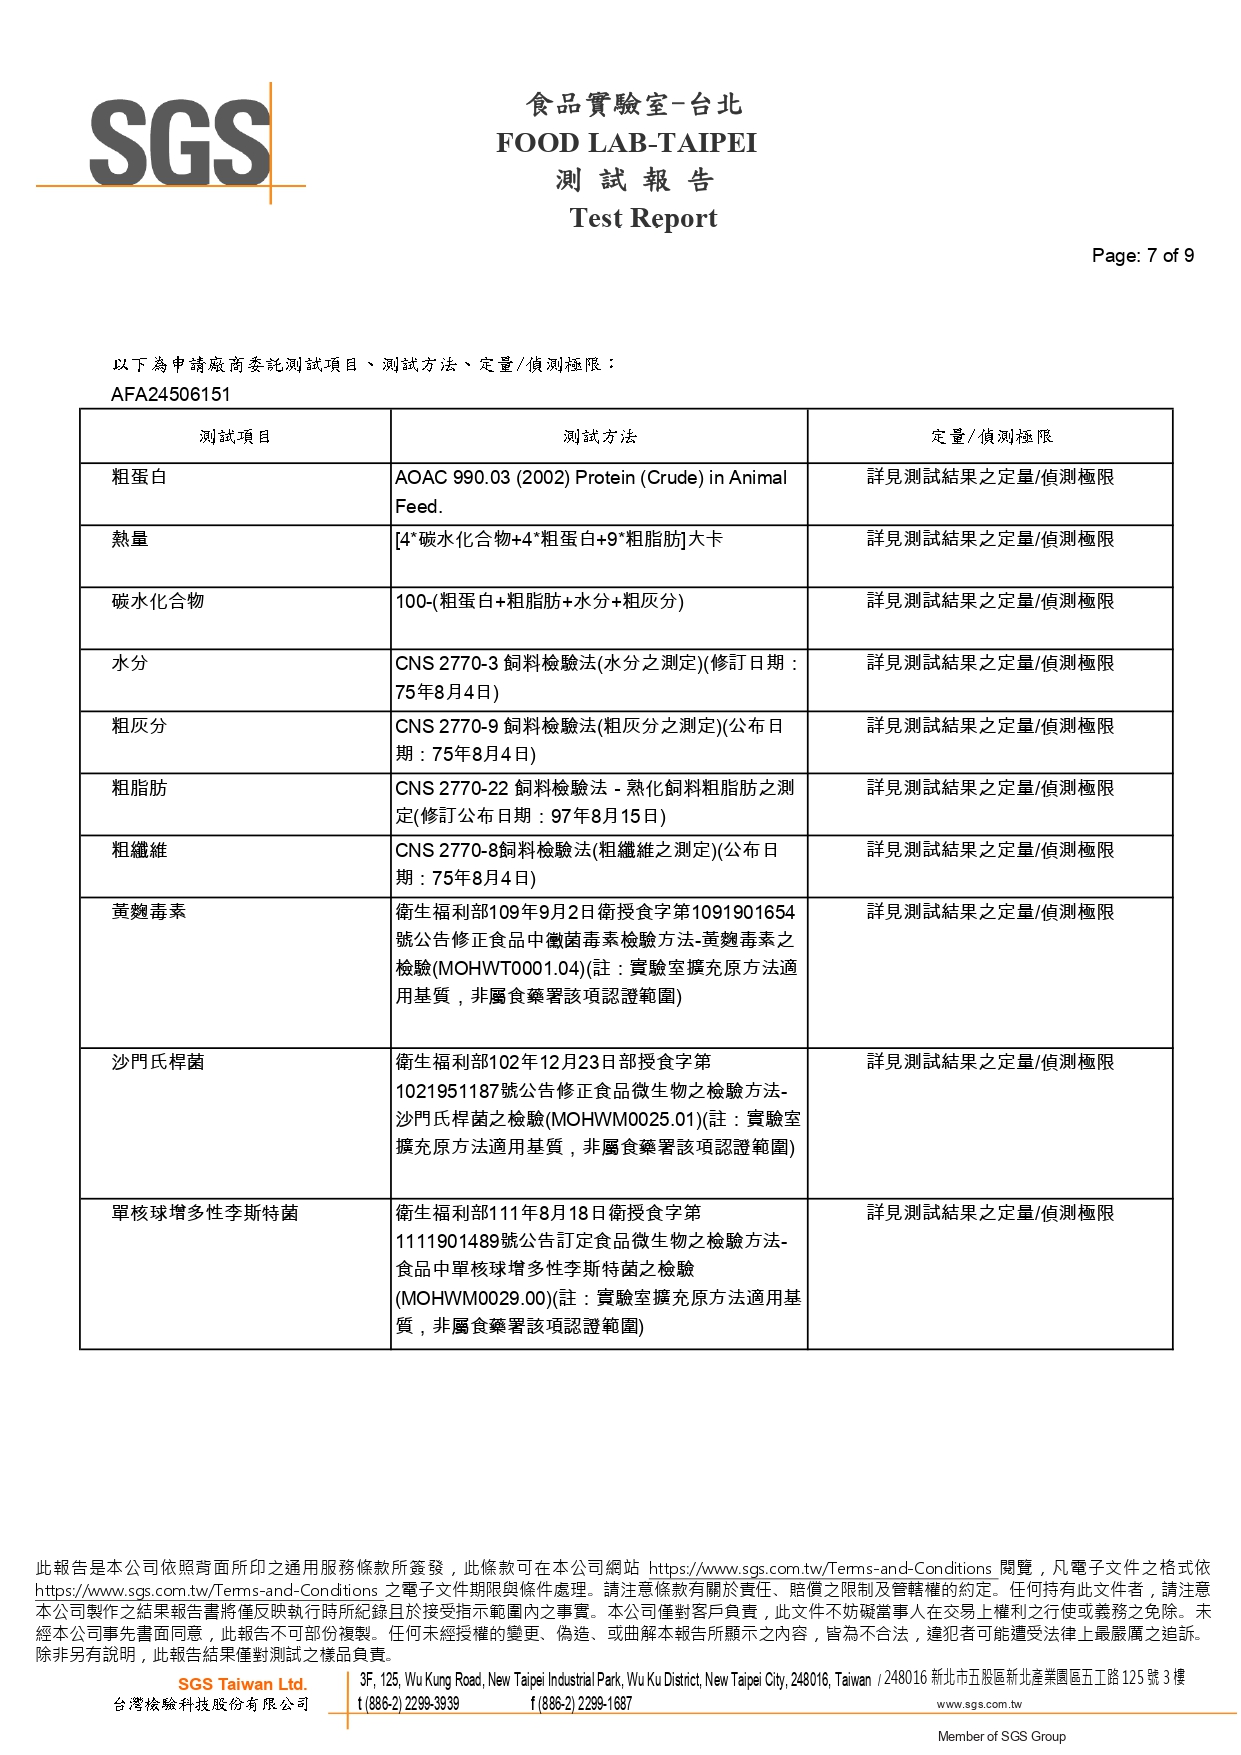 SGS
食品實驗室-台北
FOOD LAB-TAIPEI
測 試 報 告
Test Report
Page: 7 of 9
以下為申請廠商委託測試項目、測試方法、定量/偵測極限：
AFA24506151
測試項目 測試方法 定量/偵測極限
粗蛋白 AOAC 990.03 (2002) Protein (Crude) in Animal 詳見測試結果之定量/偵測極限
Feed.
熱量 [4*碳水化合物+4*粗蛋白+9*粗脂肪]大卡 詳見測試結果之定量/偵測極限
碳水化合物 100-(粗蛋白+粗脂肪+水分+粗灰分) 詳見測試結果之定量/偵測極限
水分 CNS 2770-3 飼料檢驗法(水分之測定)(修訂日期： 詳見測試結果之定量/偵測極限
75年8月4日)
粗灰分 CNS 2770-9 飼料檢驗法(粗灰分之測定)(公布日 詳見測試結果之定量/偵測極限
期：75年8月4日)
粗脂肪 CNS 2770-22 飼料檢驗法 - 熟化飼料粗脂肪之測 詳見測試結果之定量/偵測極限
定(修訂公布日期：97年8月15日)
粗纖維 CNS 2770-8飼料檢驗法(粗纖維之測定)(公布日 詳見測試結果之定量/偵測極限
期：75年8月4日)
黃麴毒素 衛生福利部109年9月2日衛授食字第1091901654 詳見測試結果之定量/偵測極限
號公告修正食品中黴菌毒素檢驗方法-黃麴毒素之
檢驗(MOHWT0001.04)(註：實驗室擴充原方法適
用基質，非屬食藥署該項認證範圍)
沙門氏桿菌 衛生福利部102年12月23日部授食字第 詳見測試結果之定量/偵測極限
1021951187號公告修正食品微生物之檢驗方法-
沙門氏桿菌之檢驗(MOHWM0025.01)(註：實驗室
擴充原方法適用基質，非屬食藥署該項認證範圍)
單核球增多性李斯特菌 衛生福利部111年8月18日衛授食字第 詳見測試結果之定量/偵測極限
1111901489號公告訂定食品微生物之檢驗方法-
食品中單核球增多性李斯特菌之檢驗
(MOHWM0029.00)(註：實驗室擴充原方法適用基
質，非屬食藥署該項認證範圍)
此報告是本公司依照背面所印之通用服務條款所簽發，此條款可在本公司網站 https://www.sgs.com.tw/Terms-and-Conditions 閱覽，凡電子文件之格式依
https://www.sgs.com.tw/Terms-and-Conditions 之電子文件期限與條件處理。請注意條款有關於責任、賠償之限制及管轄權的約定。任何持有此文件者，請注意
本公司製作之結果報告書將僅反映執行時所紀錄且於接受指示範圍內之事實。本公司僅對客戶負責，此文件不妨礙當事人在交易上權利之行使或義務之免除。未
經本公司事先書面同意，此報告不可部份複製。任何未經授權的變更、偽造、或曲解本報告所顯示之內容，皆為不合法，違犯者可能遭受法律上最嚴厲之追訴。
除非另有說明，此報告結果僅對測試之樣品負責。
SGS Taiwan Ltd. 3F, 125, Wu Kung Road, New Taipei Industrial Park, Wu Ku District, New Taipei City, 248016, Taiwan / 248016 新北市五股區新北產業園區五工路 125 號 3 樓
台灣檢驗科技股份有限公司 t (886-2) 2299-3939 f (886-2) 2299-1687 www.sgs.com.tw
Member of SGS Group